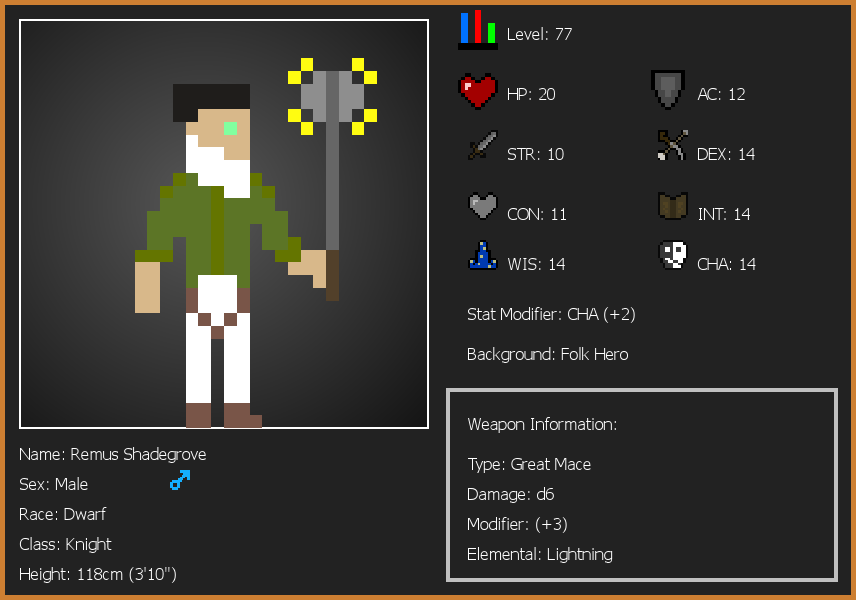 Level: 77
HP: 20
AC: 12
STR: 10
DEX: 14
CON: 11
INT: 14
WIS: 14
CHA: 14
Stat Modifier: CHA (+2)
Background: Folk Hero
Weapon Information:
Type: Great Mace
Damage: d6
Modifier: (+3)
Elemental: Lightning
Name: Remus Shadegrove
Sex: Male
Race: Dwarf
Class: Knight
Height: 118cm (3'10")